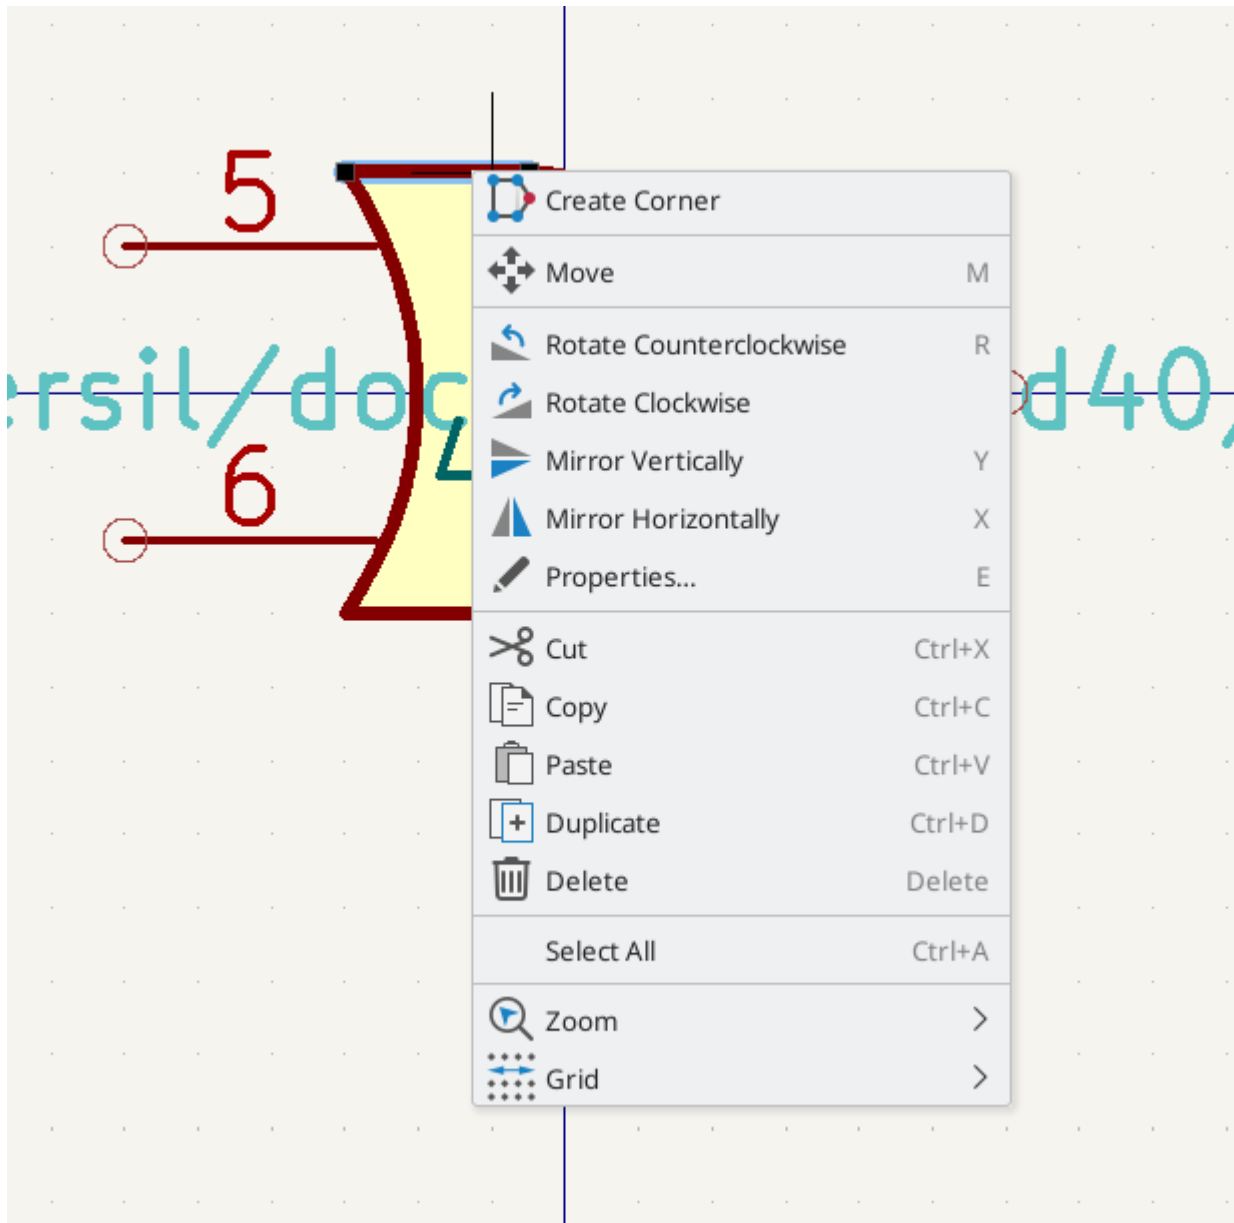 5
Create Corner
Move M
Rotate Counterclockwise R
ersil/doc d40/
Rotate Clockwise
6
Mirror Vertically Y
Mirror Horizontally X
Properties... E
Cut Ctrl+X
Copy Ctrl+C
Paste Ctrl+V
Duplicate Ctrl+D
Delete Delete
Select All Ctrl+A
Zoom
Grid